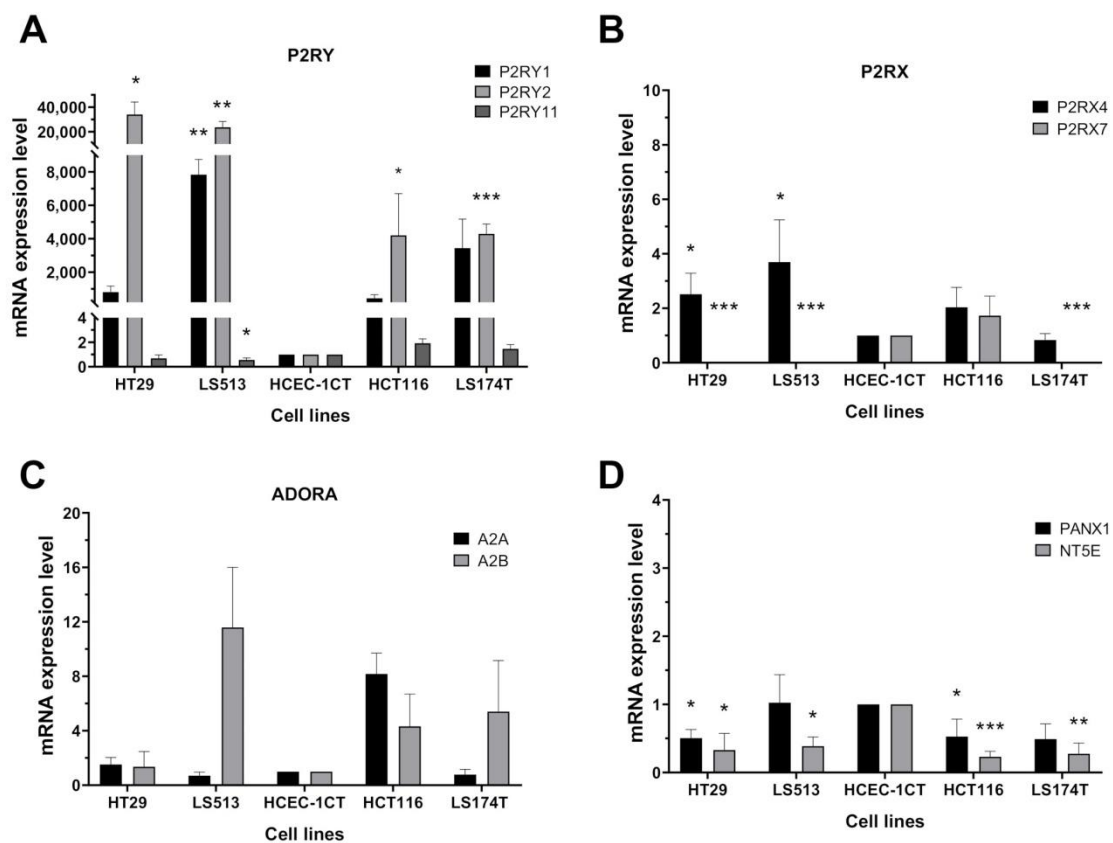 A
P2RY
P2RY1
P2RY2
P2RY11
mRNA expression level
40,000
20,000
8,000
6,000
4,000
2,000
4
2
0
* ** ** * * ***
HT29 LS513 HCEC-1CT HCT116 LS174T
Cell lines
B
P2RX
P2RX4
P2RX7
mRNA expression level
10
8
6
4
2
0
* *** * *** ***
HT29 LS513 HCEC-1CT HCT116 LS174T
Cell lines
C
ADORA
A2A
A2B
mRNA expression level
20
16
12
8
4
0
HT29 LS513 HCEC-1CT HCT116 LS174T
Cell lines
D
PANX1
NT5E
mRNA expression level
4
3
2
1
0
* * * * *** **
HT29 LS513 HCEC-1CT HCT116 LS174T
Cell lines